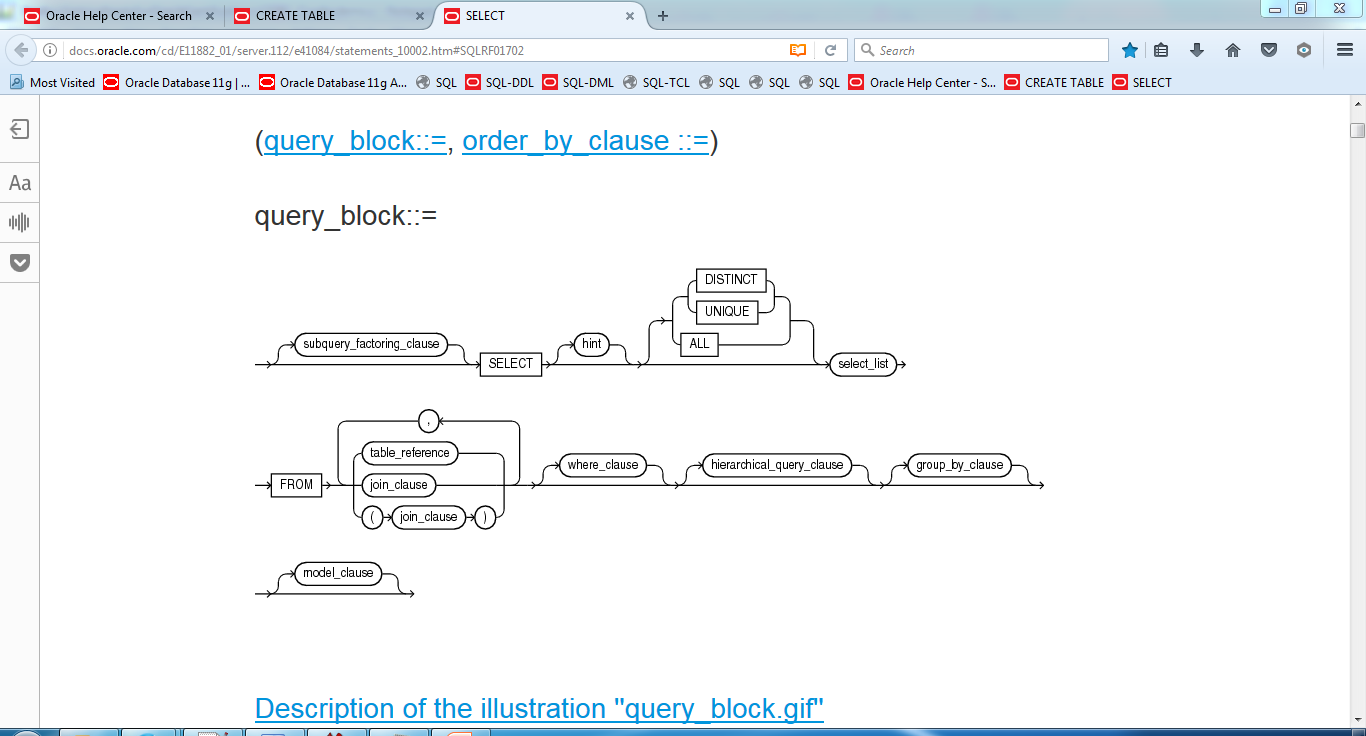 Oracle Help Center - Search × CREATE TABLE × SELECT × +
docs.oracle.com/cd/E11882_01/server.112/e41084/statements_10002.htm#SQLRF01702 Search
Most Visited Oracle Database 11g | ... Oracle Database 11g A... SQL SQL-DDL SQL-DML SQL-TCL SQL SQL SQL Oracle Help Center - S... CREATE TABLE SELECT
(query_block::=, order_by_clause ::=)
Aa
query_block::=
DISTINCT
UNIQUE
ALL
subquery_factoring_clause
hint
SELECT
select_list
,
table_reference
where_clause
hierarchical_query_clause
group_by_clause
FROM
join_clause
( join_clause )
model_clause
Description of the illustration "query_block.gif"